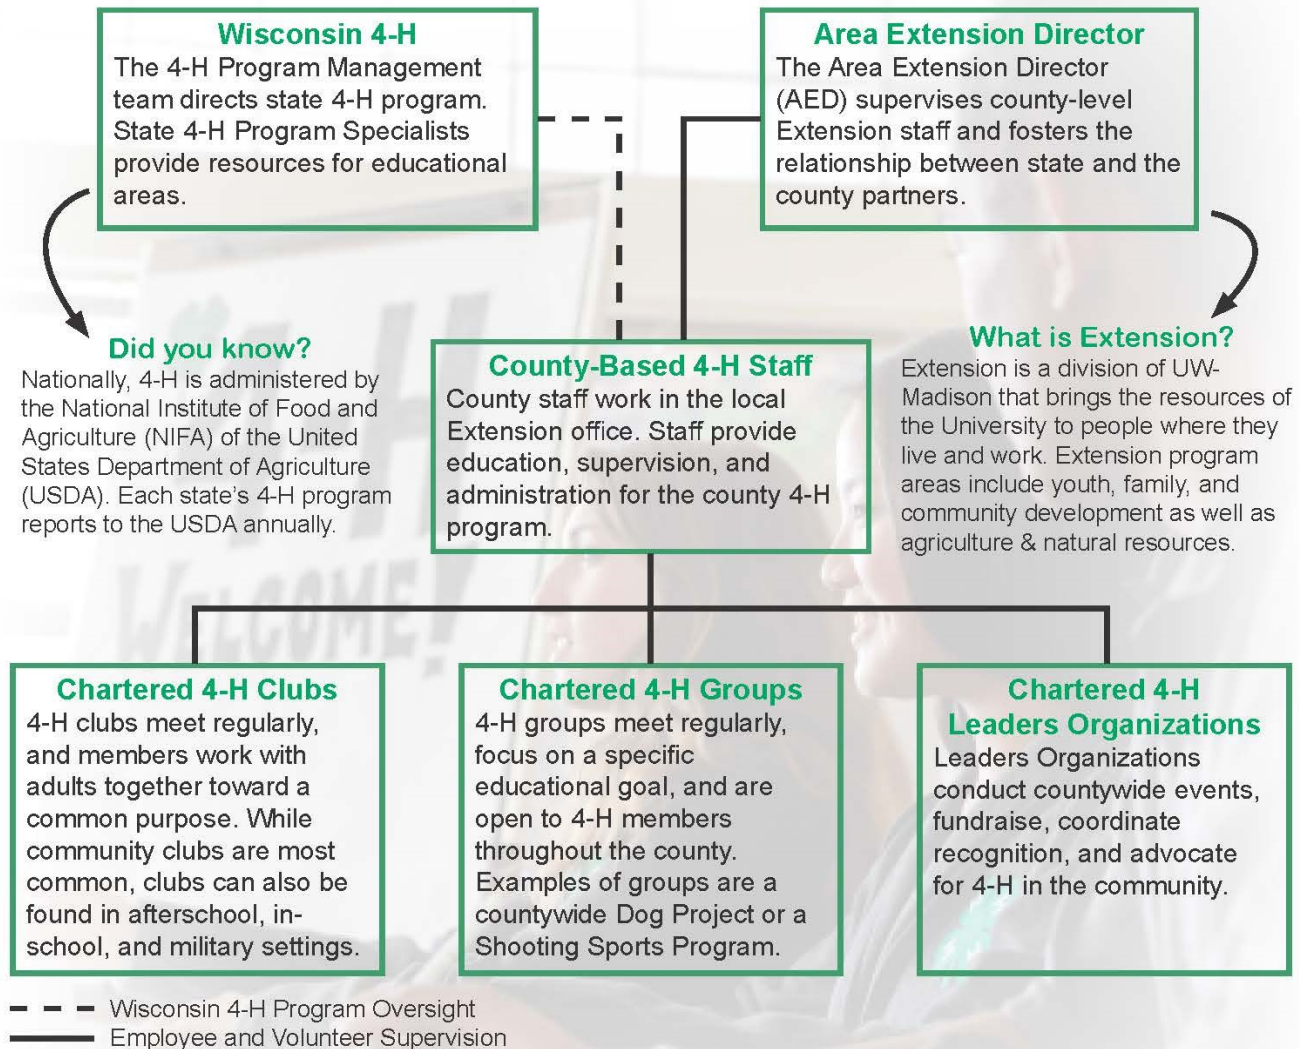 Wisconsin 4-H
The 4-H Program Management
team directs state 4-H program.
State 4-H Program Specialists
provide resources for educational
areas.
Area Extension Director
The Area Extension Director
(AED) supervises county-level
Extension staff and fosters the
relationship between state and the
county partners.
Did you know?
Nationally, 4-H is administered by
the National Institute of Food and
Agriculture (NIFA) of the United
States Department of Agriculture
(USDA). Each state's 4-H program
reports to the USDA annually.
County-Based 4-H Staff
County staff work in the local
Extension office. Staff provide
education, supervision, and
administration for the county 4-H
program.
What is Extension?
Extension is a division of UW-
Madison that brings the resources of
the University to people where they
live and work. Extension program
areas include youth, family, and
community development as well as
agriculture & natural resources.
4-H
WELCOME!
Chartered 4-H Clubs
4-H clubs meet regularly,
and members work with
adults together toward a
common purpose. While
community clubs are most
common, clubs can also be
found in afterschool, in-
school, and military settings.
Chartered 4-H Groups
4-H groups meet regularly,
focus on a specific
educational goal, and are
open to 4-H members
throughout the county.
Examples of groups are a
countywide Dog Project or a
Shooting Sports Program.
Chartered 4-H
Leaders Organizations
Leaders Organizations
conduct countywide events,
fundraise, coordinate
recognition, and advocate
for 4-H in the community.
Wisconsin 4-H Program Oversight
Employee and Volunteer Supervision